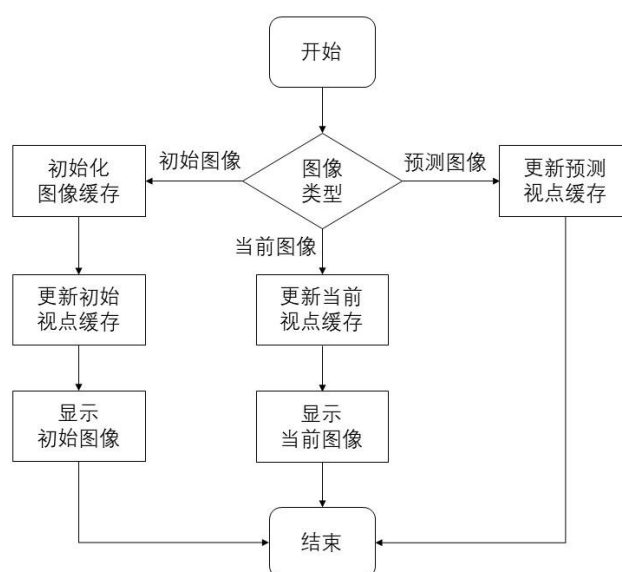 开始
初始图像
图像
类型
预测图像
初始化
图像缓存
更新预测
视点缓存
当前图像
更新初始
视点缓存
更新当前
视点缓存
显示
初始图像
显示
当前图像
结束